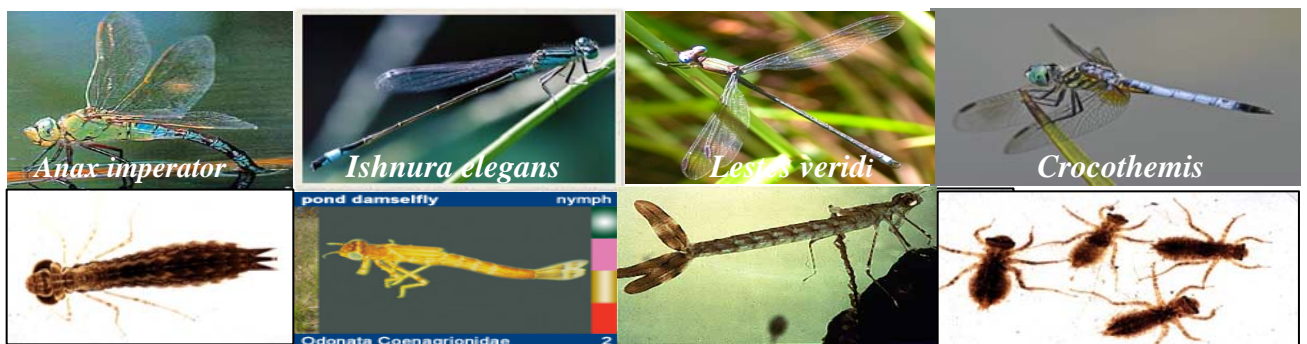 Anax imperator
Ishnura elegans
Lestes veridi
Crocothemis
pond damselfly nymph
Odonata Coenagrionidae 2